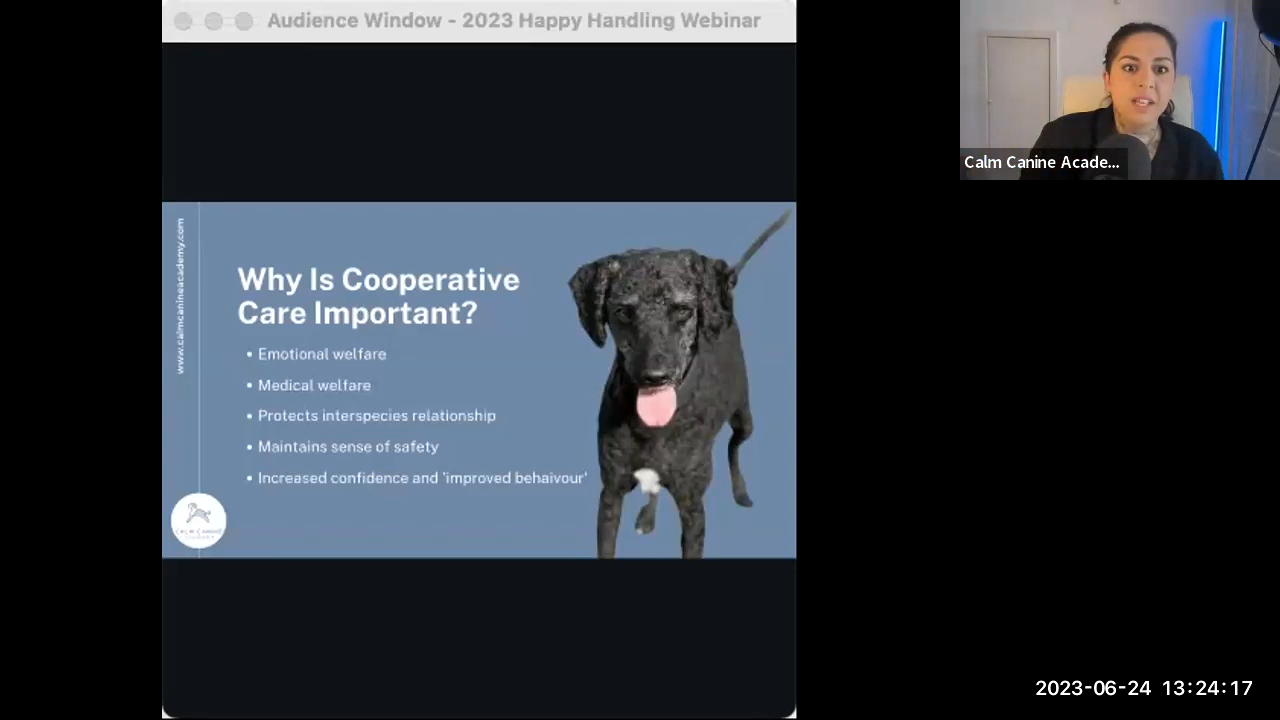 Audience Window - 2023 Happy Handling Webinar
Calm Canine Acade...
www.calmcanineacademy.com
Why Is Cooperative
Care Important?
• Emotional welfare
• Medical welfare
• Protects interspecies relationship
• Maintains sense of safety
• Increased confidence and 'improved behaivour'
2023-06-24 13:24:17